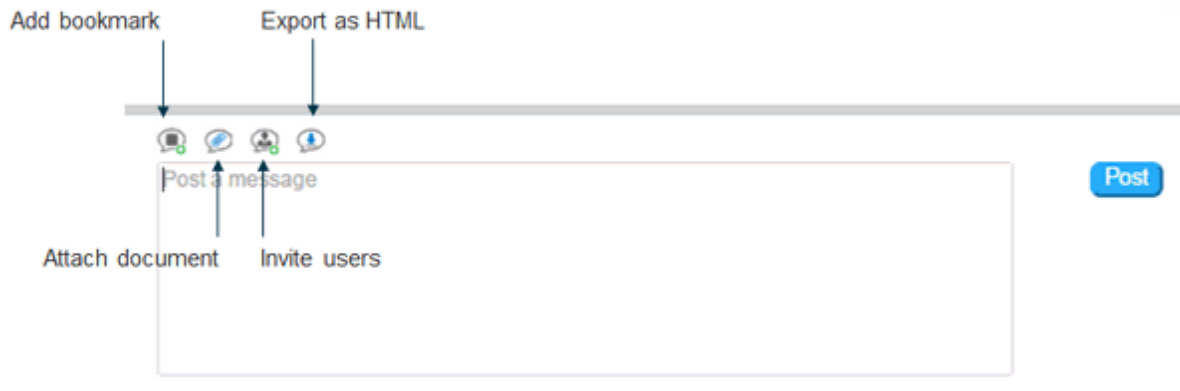 Add bookmark
Export as HTML
Post a message
Post
Attach document
Invite users